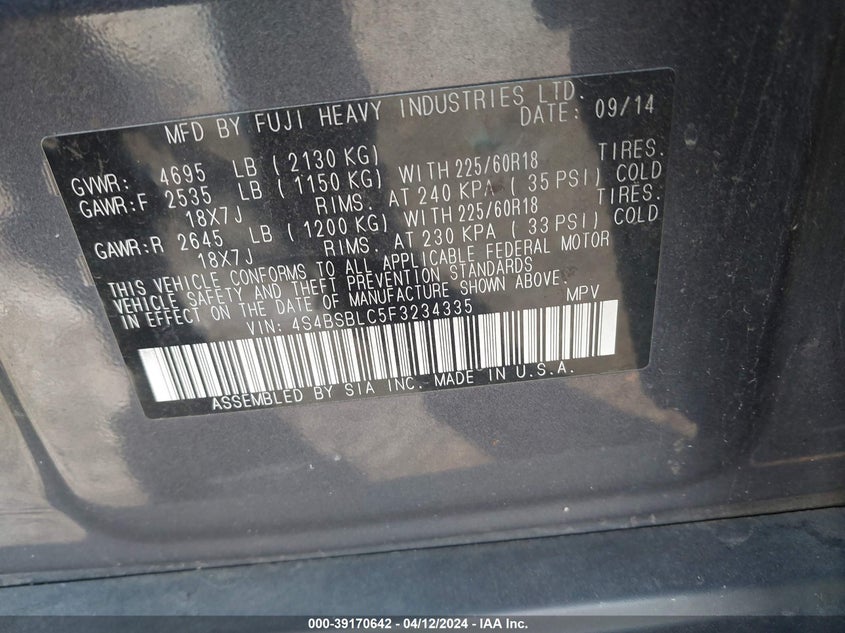 MFD BY FUJI HEAVY INDUSTRIES LTD.
DATE: 09/14
GVWR: 4695 LB (2130 KG)
GAWR:F 2535 LB (1150 KG) WITH 225/60R18 TIRES.
18X7J RIMS. AT 240 KPA ( 35 PSI) COLD
GAWR:R 2645 LB (1200 KG) WITH 225/60R18 TIRES.
18X7J RIMS. AT 230 KPA ( 33 PSI) COLD
THIS VEHICLE CONFORMS TO ALL APPLICABLE FEDERAL MOTOR
VEHICLE SAFETY AND THEFT PREVENTION STANDARDS
IN EFFECT ON THE DATE OF MANUFACTURE SHOWN ABOVE.
VIN: 4S4BSBLC5F3234335 MPV
ASSEMBLED BY SIA INC. MADE IN U.S.A.
000-39170642 - 04/12/2024 - IAA Inc.